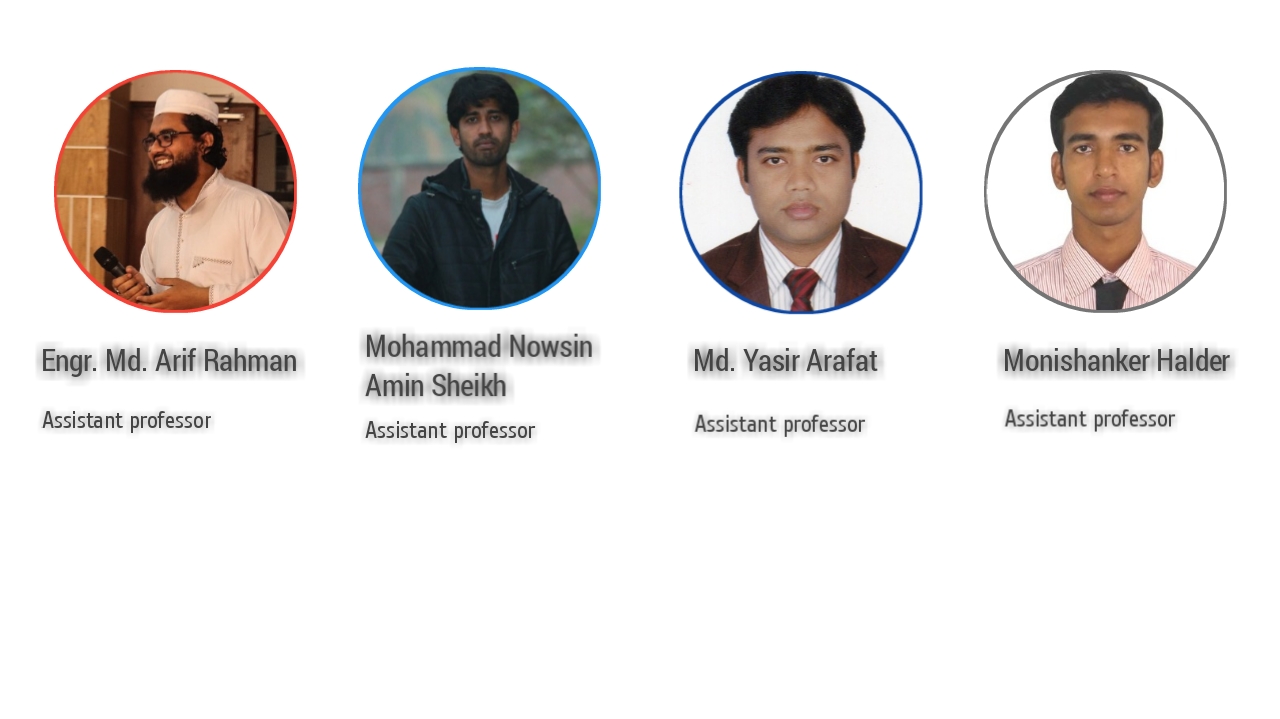 Engr. Md. Arif Rahman
Assistant professor
Mohammad Nowsin
Amin Sheikh
Assistant professor
Md. Yasir Arafat
Assistant professor
Monishanker Halder
Assistant professor